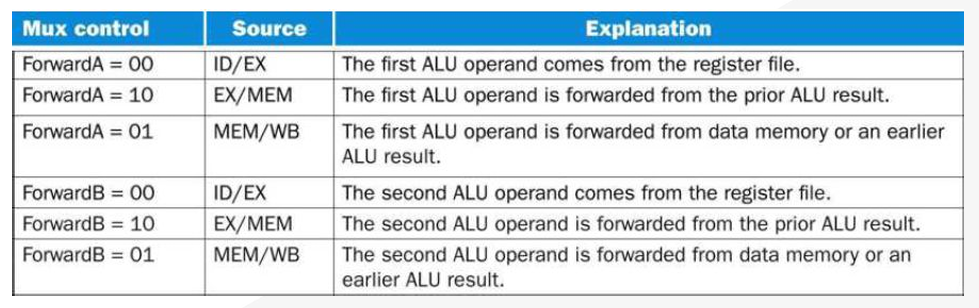 Mux control Source Explanation
ForwardA = 00 ID/EX The first ALU operand comes from the register file.
ForwardA = 10 EX/MEM The first ALU operand is forwarded from the prior ALU result.
ForwardA = 01 MEM/WB The first ALU operand is forwarded from data memory or an earlier
ALU result.
ForwardB = 00 ID/EX The second ALU operand comes from the register file.
ForwardB = 10 EX/MEM The second ALU operand is forwarded from the prior ALU result.
ForwardB = 01 MEM/WB The second ALU operand is forwarded from data memory or an
earlier ALU result.